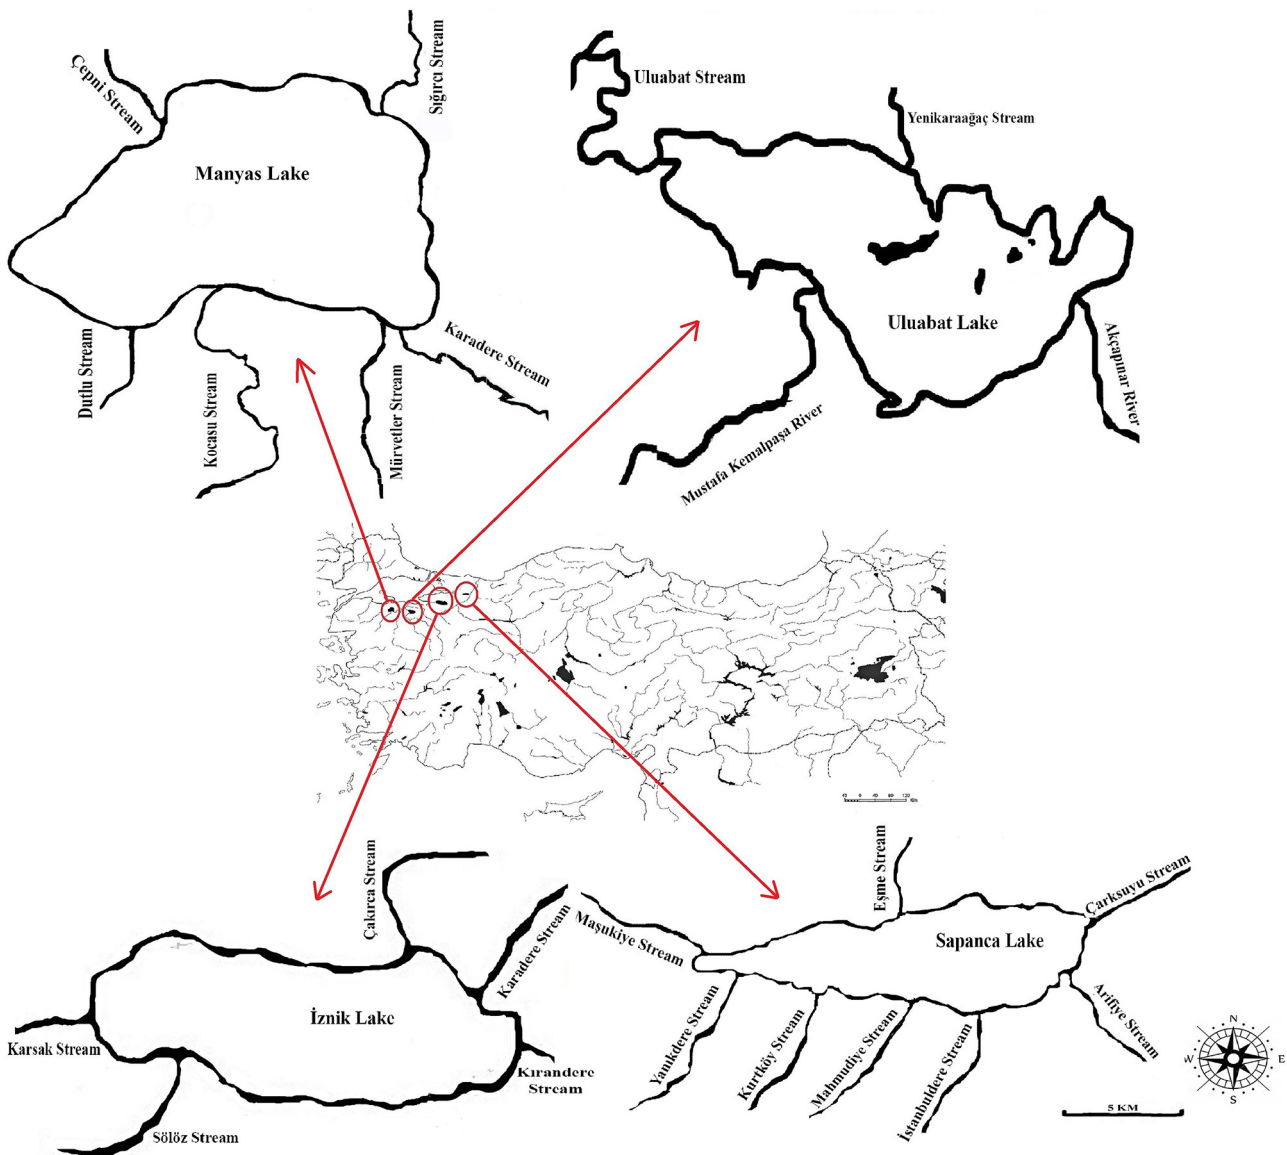 Çepni Stream
Sığırcı Stream
Manyas Lake
Dutlu Stream
Kocasu Stream
Mürvetler Stream
Karadere Stream
Uluabat Stream
Yenikaraağaç Stream
Uluabat Lake
Mustafa Kemalpaşa River
Akçapınar River
Çakırca Stream
Karadere Stream
İznik Lake
Karsak Stream
Sölöz Stream
Kırandere
Stream
Eşme Stream
Çarksuyu Stream
Maşukiye Stream
Sapanca Lake
Yanıkdere Stream
Kurtköy Stream
Mahmudiye Stream
İstanbuldere Stream
Arifiye Stream
N
W
E
S
5 KM